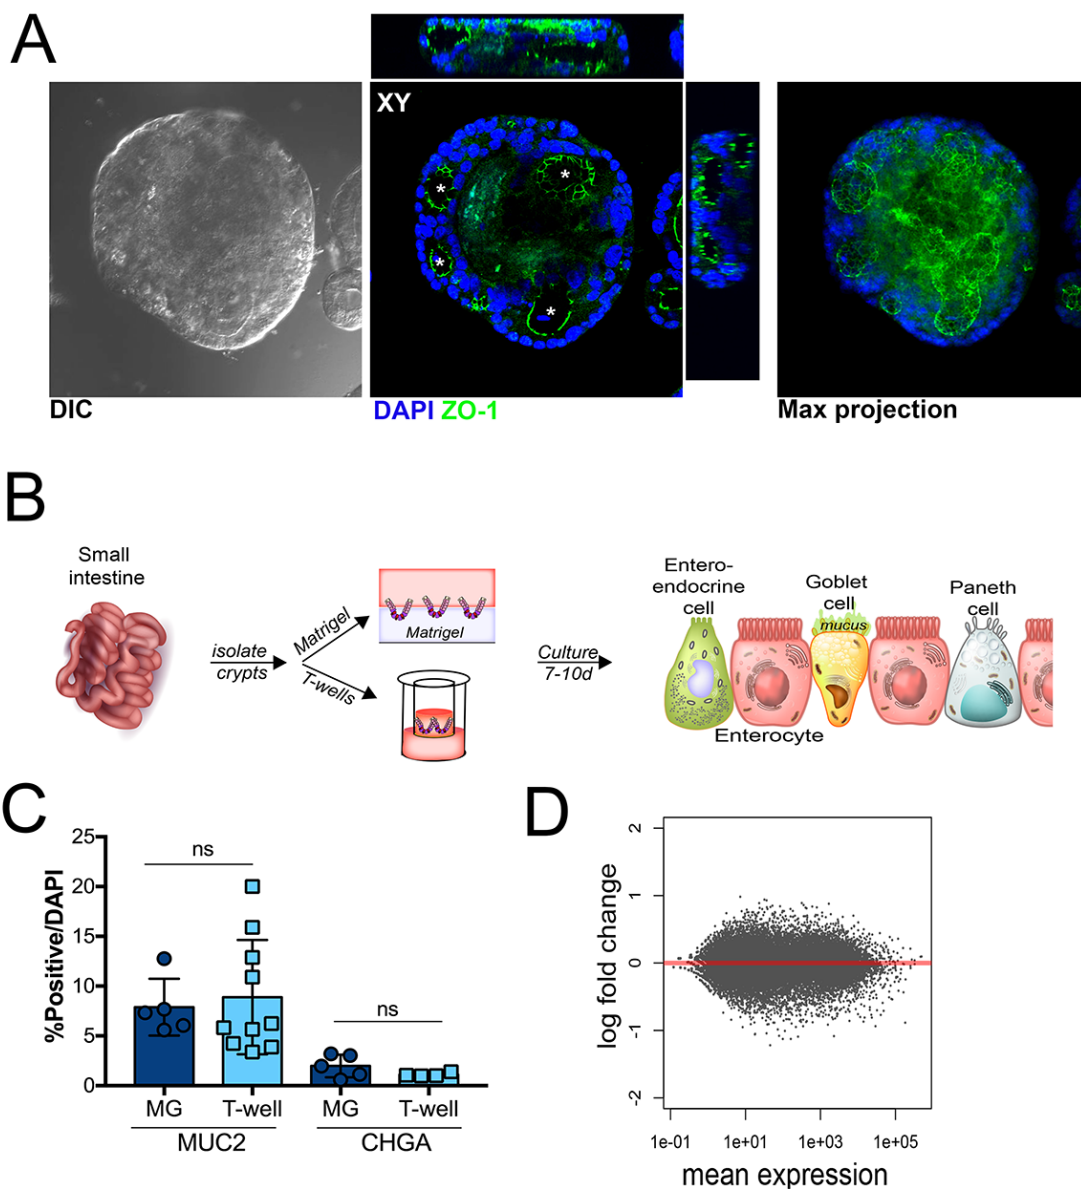 A
XY
DIC
DAPI ZO-1
Max projection
B
Small
intestine
isolate
crypts
Matrigel
T-wells
Matrigel
Culture
7-10d
Entero-
endocrine
cell
Goblet
cell
mucus
Paneth
cell
Enterocyte
C
%Positive/DAPI
25
20
15
10
5
0
ns
ns
MG
T-well
MG
T-well
MUC2
CHGA
D
log fold change
2
1
0
-1
-2
1e-01
1e+01
1e+03
1e+05
mean expression